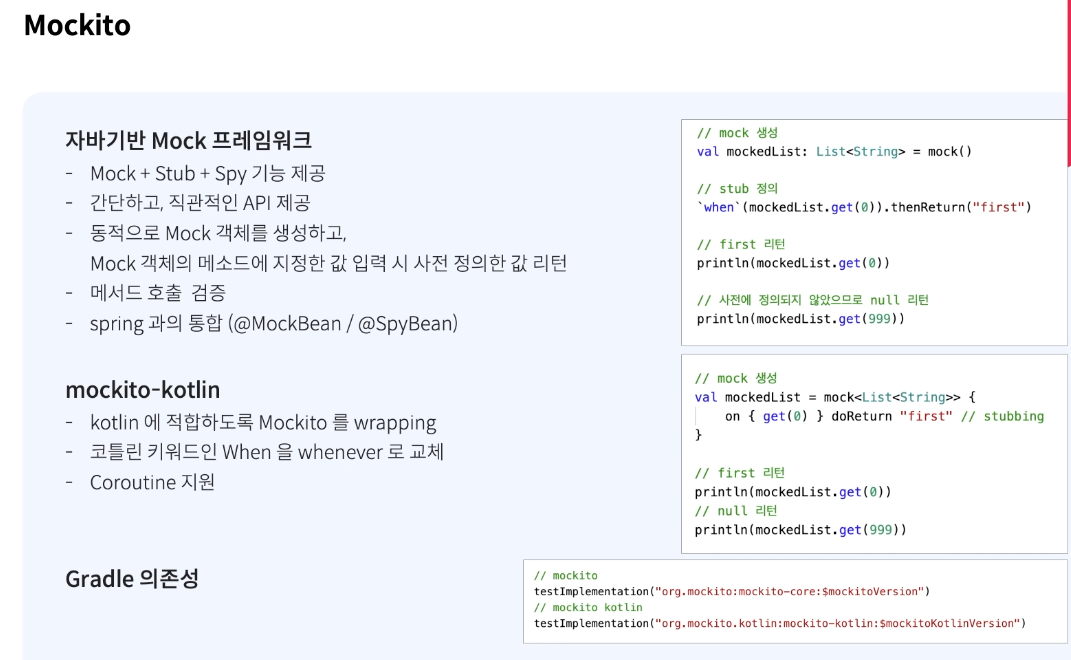 Mockito
자바기반 Mock 프레임워크
- Mock + Stub + Spy 기능 제공
- 간단하고, 직관적인 API 제공
- 동적으로 Mock 객체를 생성하고,
Mock 객체의 메소드에 지정한 값 입력 시 사전 정의한 값 리턴
- 메서드 호출 검증
- spring 과의 통합 (@MockBean / @SpyBean)
mockito-kotlin
- kotlin 에 적합하도록 Mockito 를 wrapping
- 코틀린 키워드인 When 을 whenever 로 교체
- Coroutine 지원
Gradle 의존성
// mock 생성
val mockedList: List<String> = mock()
// stub 정의
`when`(mockedList.get(0)).thenReturn("first")
// first 리턴
println(mockedList.get(0))
// 사전에 정의되지 않았으므로 null 리턴
println(mockedList.get(999))
// mock 생성
val mockedList = mock<List<String>> {
on { get(0) } doReturn "first" // stubbing
}
// first 리턴
println(mockedList.get(0))
// null 리턴
println(mockedList.get(999))
// mockito
testImplementation("org.mockito:mockito-core:$mockitoVersion")
// mockito kotlin
testImplementation("org.mockito.kotlin:mockito-kotlin:$mockitoKotlinVersion")